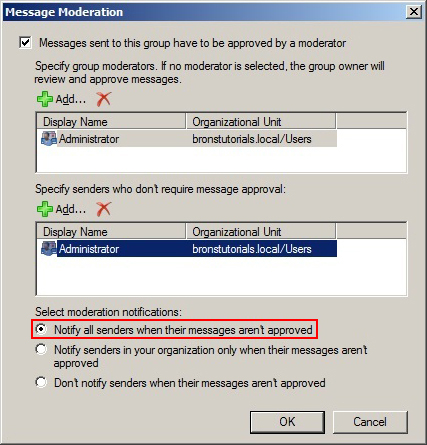 Message Moderation
Messages sent to this group have to be approved by a moderator
Specify group moderators. If no moderator is selected, the group owner will
review and approve messages.
Add...
Display Name Organizational Unit
Administrator bronstutorials.local/Users
Specify senders who don't require message approval:
Add...
Display Name Organizational Unit
Administrator bronstutorials.local/Users
Select moderation notifications:
Notify all senders when their messages aren't approved
Notify senders in your organization only when their messages aren't
approved
Don't notify senders when their messages aren't approved
OK Cancel